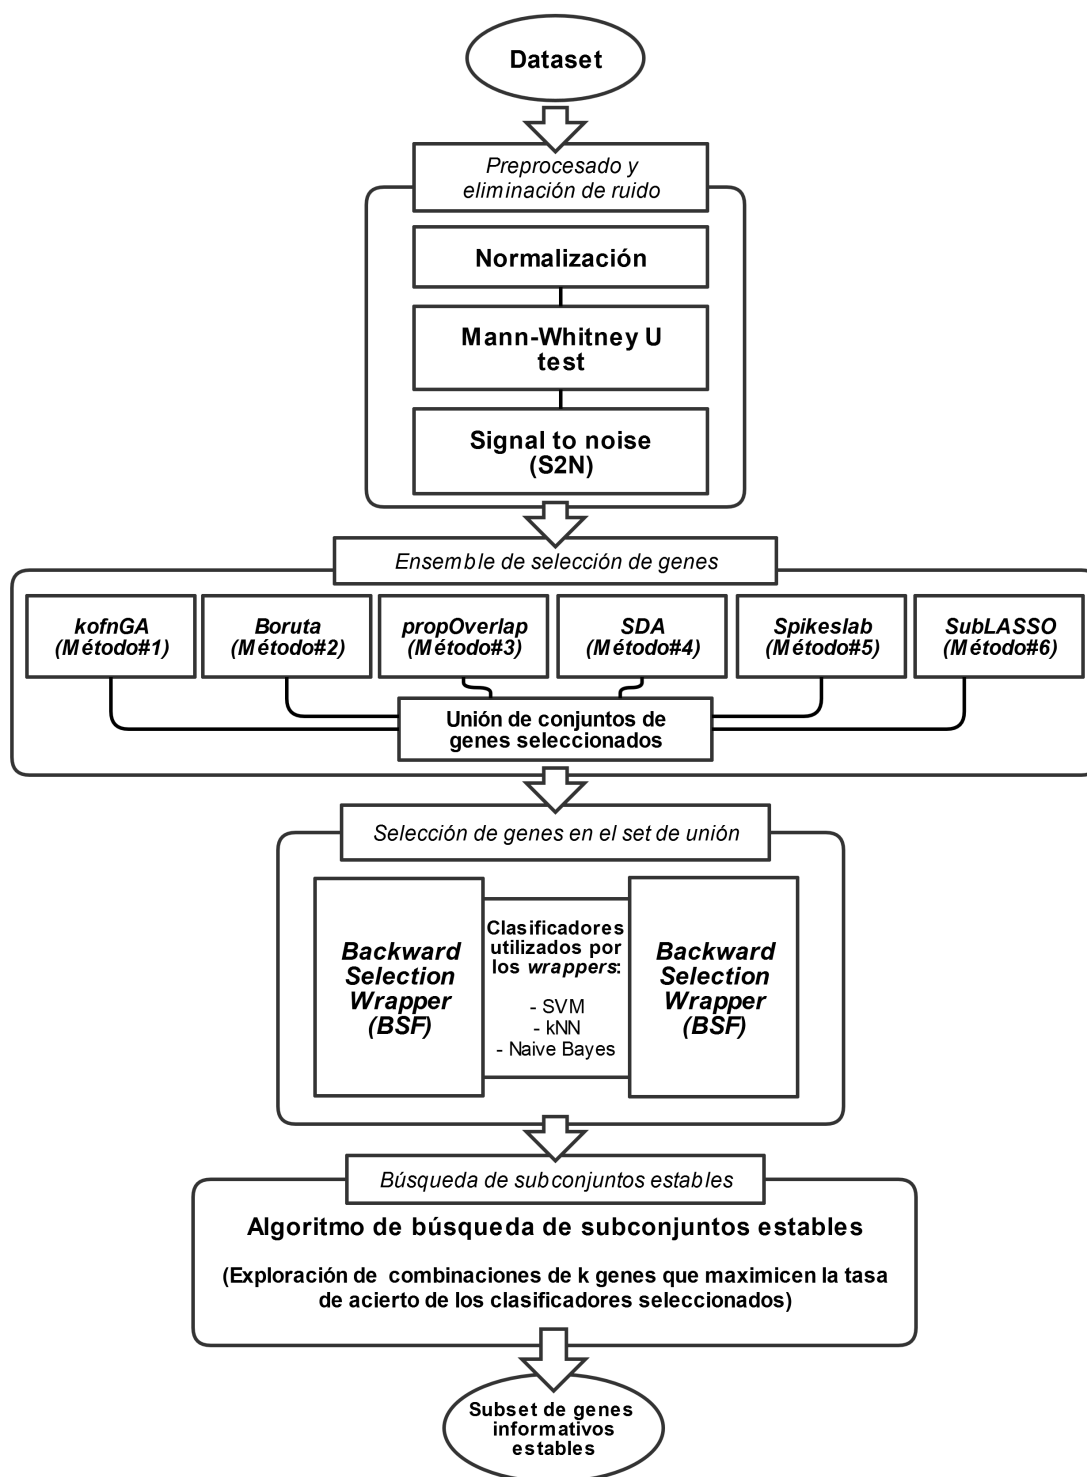 Dataset
Preprocesado y
eliminación de ruido
Normalización
Mann-Whitney U
test
Signal to noise
(S2N)
Ensemble de selección de genes
kofnGA
(Método#1)
Boruta
(Método#2)
propOverlap
(Método#3)
SDA
(Método#4)
Spikeslab
(Método#5)
SubLASSO
(Método#6)
Unión de conjuntos de
genes seleccionados
Selección de genes en el set de unión
Backward
Selection
Wrapper
(BSF)
Clasificadores
utilizados por
los wrappers:
- SVM
- kNN
- Naive Bayes
Backward
Selection
Wrapper
(BSF)
Búsqueda de subconjuntos estables
Algoritmo de búsqueda de subconjuntos estables
(Exploración de combinaciones de k genes que maximicen la tasa
de acierto de los clasificadores seleccionados)
Subset de genes
informativos
estables